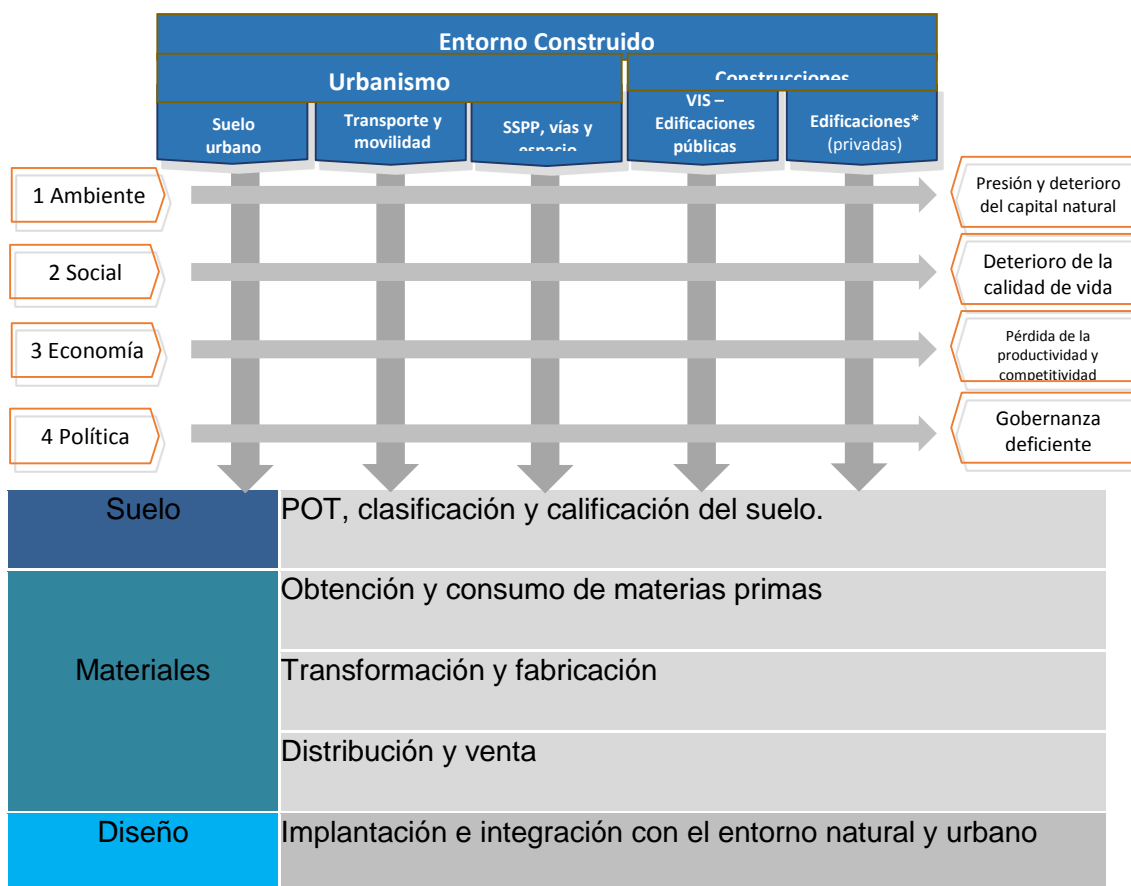 Entorno Construido
Urbanismo
Construcciones
Suelo
urbano
Transporte y
movilidad
SSPP, vías y
espacio
VIS –
Edificaciones
públicas
Edificaciones*
(privadas)
1 Ambiente
Presión y deterioro
del capital natural
2 Social
Deterioro de la
calidad de vida
3 Economía
Pérdida de la
productividad y
competitividad
4 Política
Gobernanza
deficiente
Suelo
POT, clasificación y calificación del suelo.
Materiales
Obtención y consumo de materias primas
Transformación y fabricación
Distribución y venta
Diseño
Implantación e integración con el entorno natural y urbano